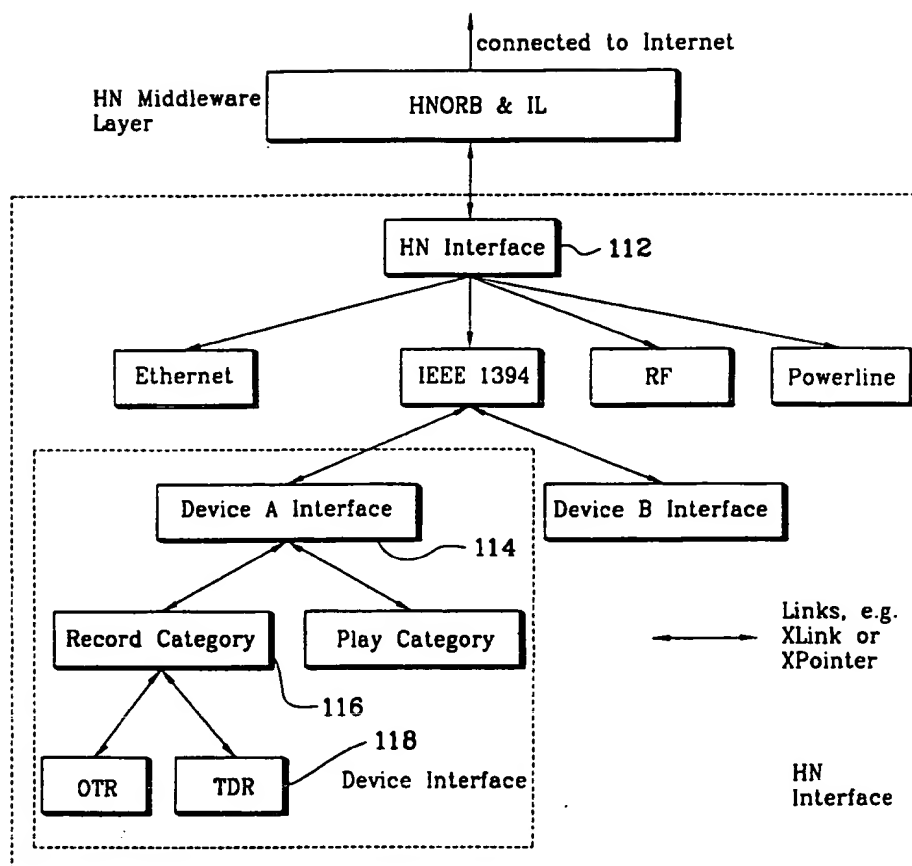 connected to Internet
HN Middleware
Layer
HNORB & IL
HN Interface
112
Ethernet
IEEE 1394
RF
Powerline
Device A Interface
Device B Interface
114
Record Category
Play Category
Links, e.g.
XLink or
XPointer
116
118
OTR
TDR
Device Interface
HN
Interface